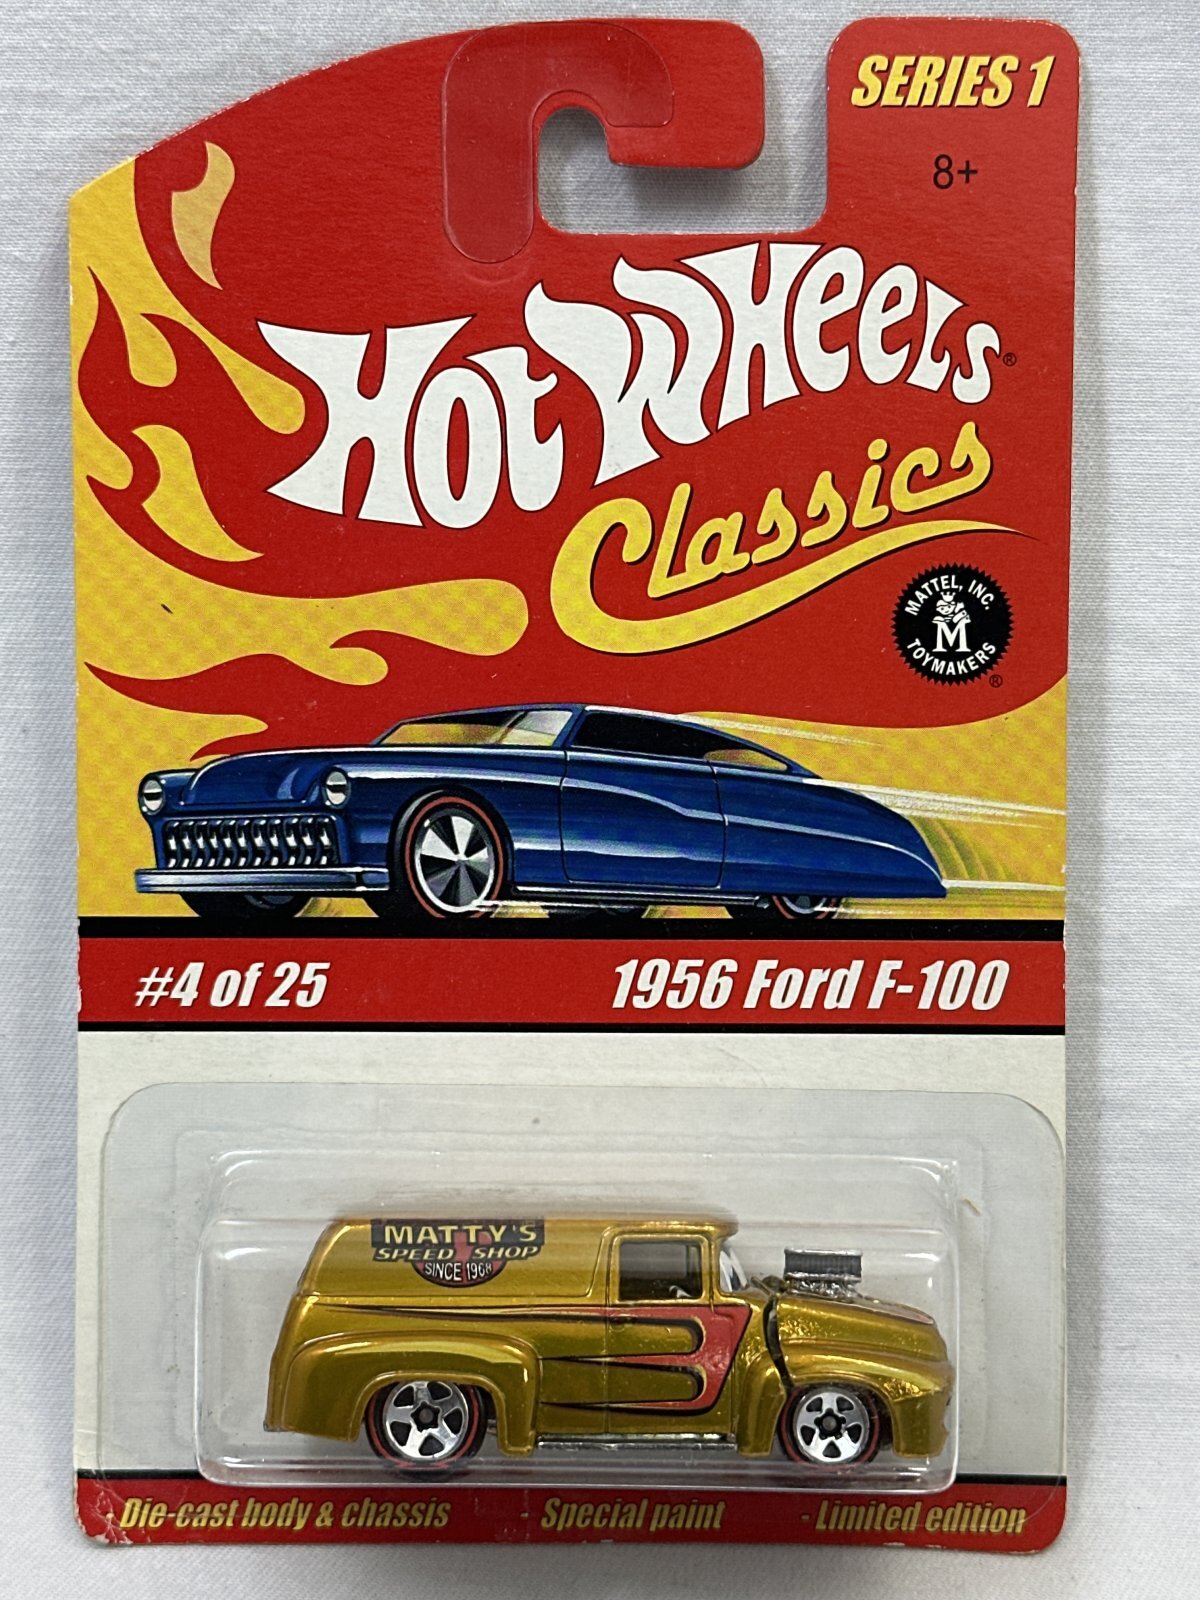 SERIES 1
8+
HOT WHEELS®
Classics
MATTEL, INC.
M
TOYMAKERS
®
#4 of 25
1956 Ford F-100
MATTY'S
SPEED SHOP
SINCE 1968
· Die-cast body & chassis
· Special paint
· Limited edition